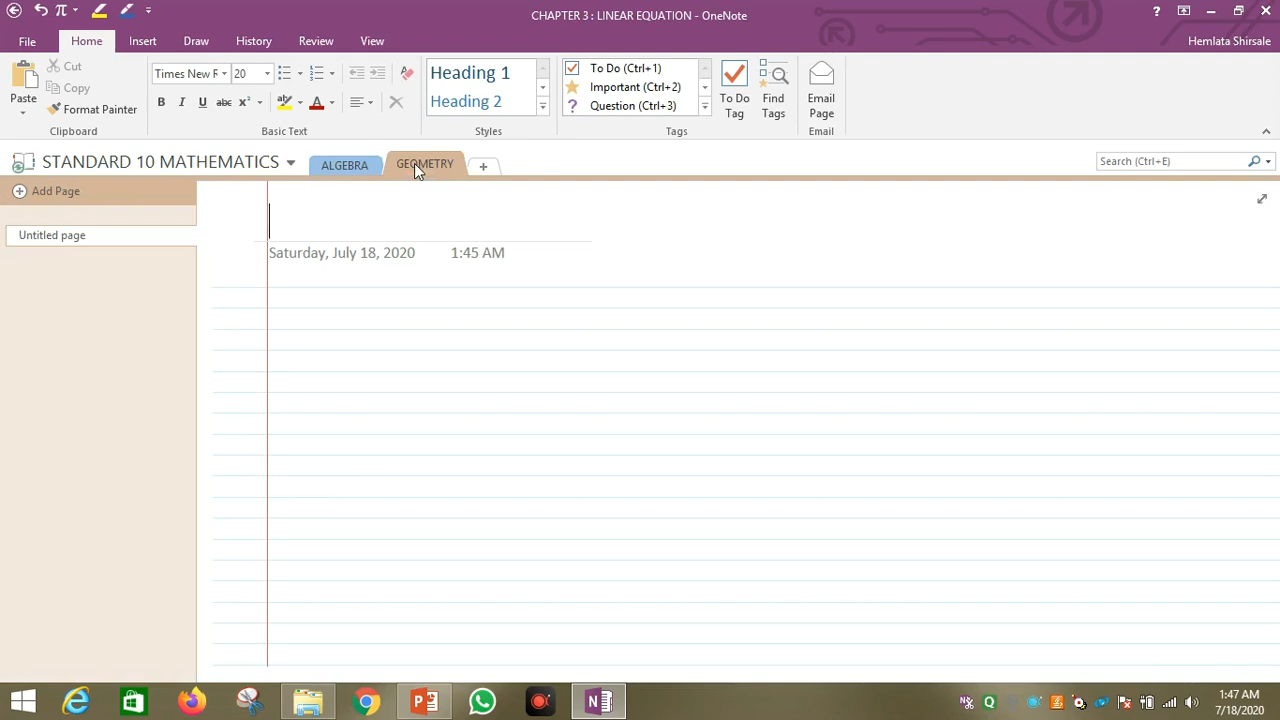 CHAPTER 3 : LINEAR EQUATION - OneNote
File
Home
Insert
Draw
History
Review
View
Hemlata Shirsale
Paste
Cut
Copy
Format Painter
Clipboard
Times New R
20
B I U abc x²
A
Basic Text
Heading 1
Heading 2
Styles
To Do (Ctrl+1)
Important (Ctrl+2)
Question (Ctrl+3)
Tags
To Do
Tag
Find
Tags
Email
Page
Email
STANDARD 10 MATHEMATICS
ALGEBRA
GEOMETRY
Search (Ctrl+E)
Add Page
Untitled page
Saturday, July 18, 2020
1:45 AM
1:47 AM
7/18/2020